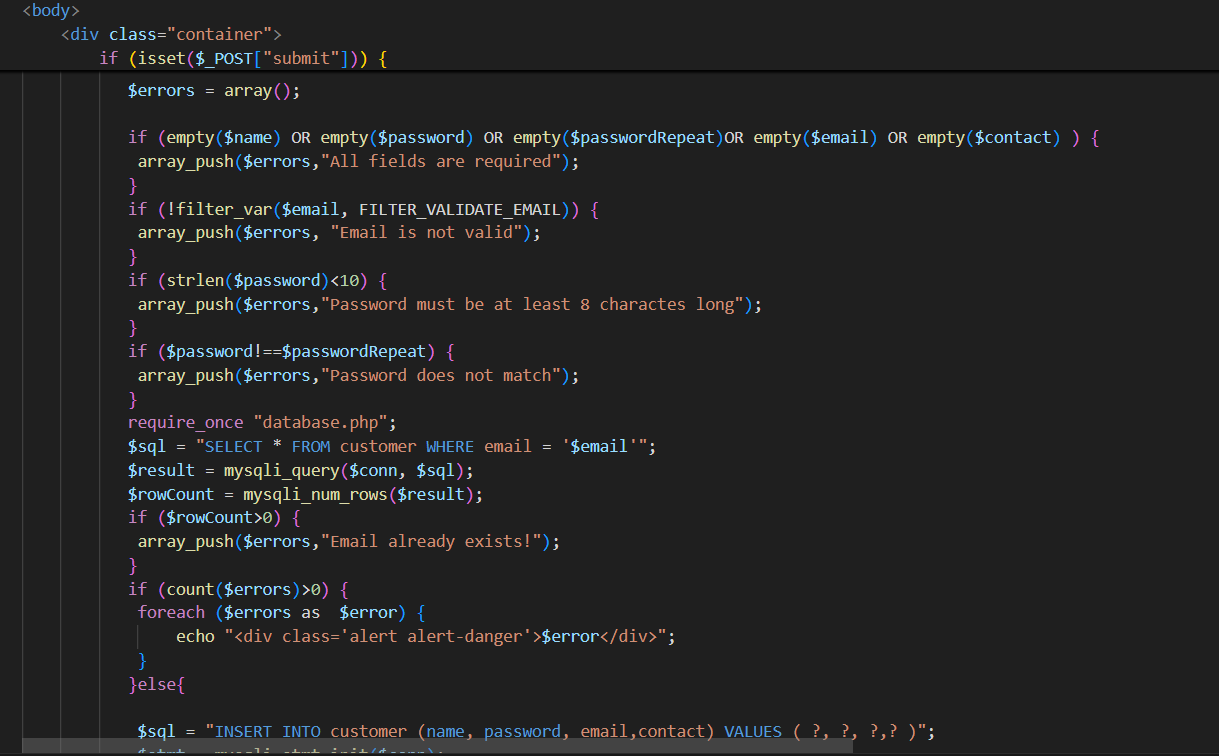 <body>
<div class="container">
if (isset($_POST["submit"])) {
$errors = array();
if (empty($name) OR empty($password) OR empty($passwordRepeat)OR empty($email) OR empty($contact) ) {
array_push($errors,"All fields are required");
}
if (!filter_var($email, FILTER_VALIDATE_EMAIL)) {
array_push($errors, "Email is not valid");
}
if (strlen($password)<10) {
array_push($errors,"Password must be at least 8 charactes long");
}
if ($password!==$passwordRepeat) {
array_push($errors,"Password does not match");
}
require_once "database.php";
$sql = "SELECT * FROM customer WHERE email = '$email'";
$result = mysqli_query($conn, $sql);
$rowCount = mysqli_num_rows($result);
if ($rowCount>0) {
array_push($errors,"Email already exists!");
}
if (count($errors)>0) {
foreach ($errors as  $error) {
echo "<div class='alert alert-danger'>$error</div>";
}
}else{
$sql = "INSERT INTO customer (name, password, email,contact) VALUES ( ?, ?, ?,? )";